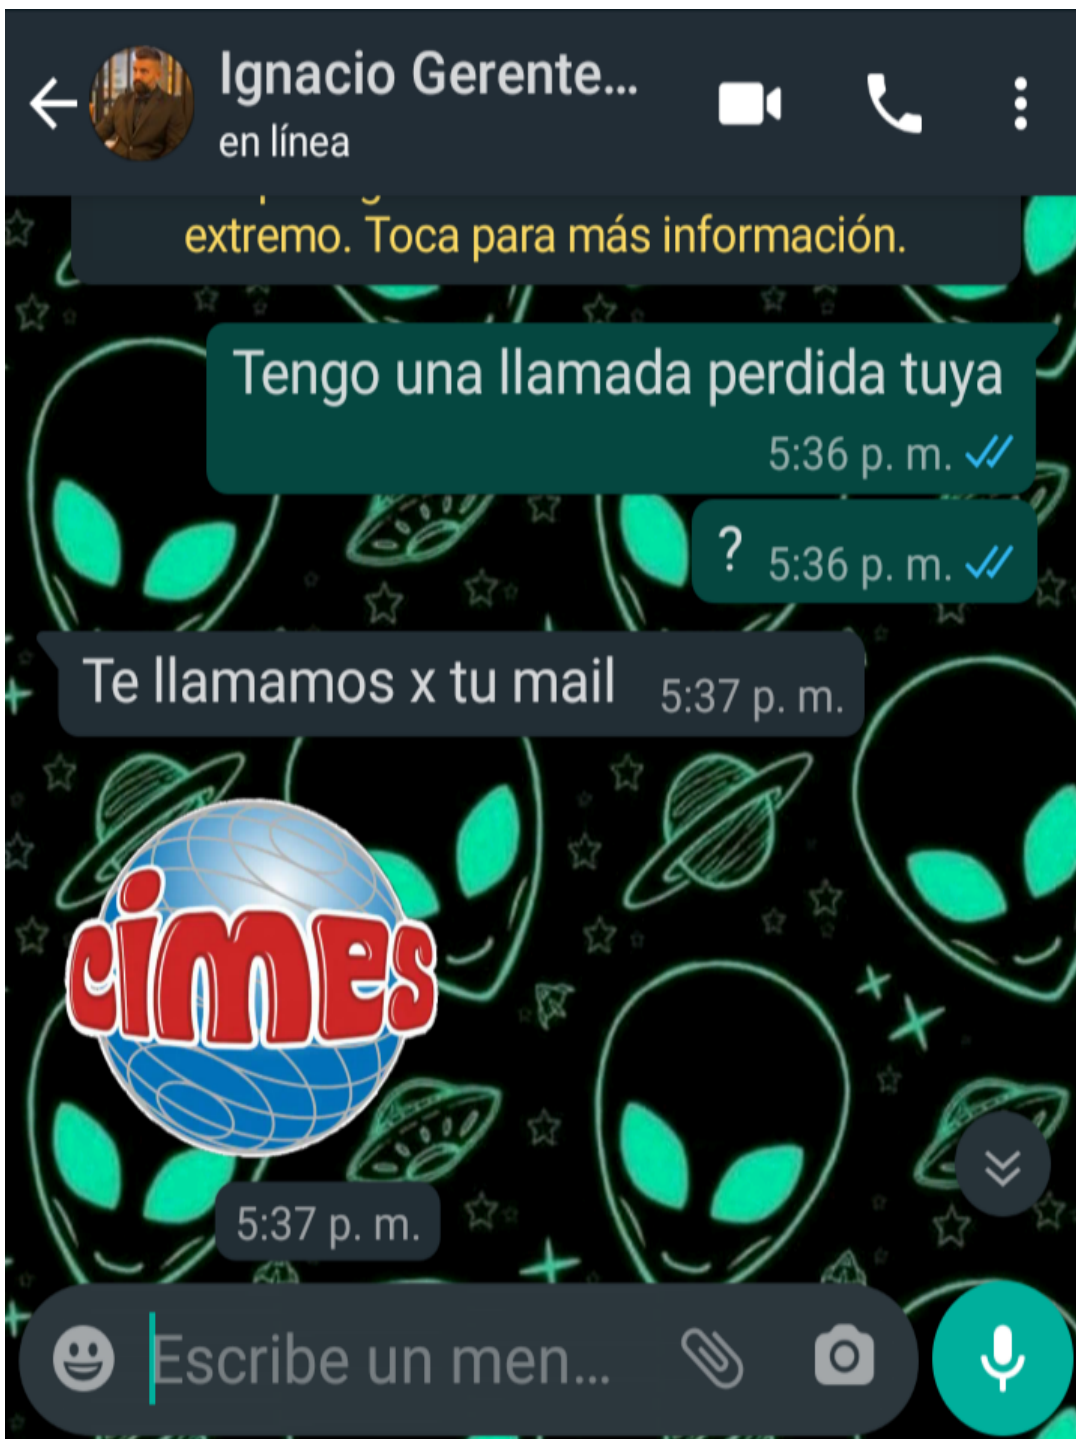 Ignacio Gerente...
en línea
extremo. Toca para más información.
Tengo una llamada perdida tuya
5:36 p. m.
? 5:36 p. m.
Te llamamos x tu mail 5:37 p. m.
cimes
5:37 p. m.
Escribe un men...